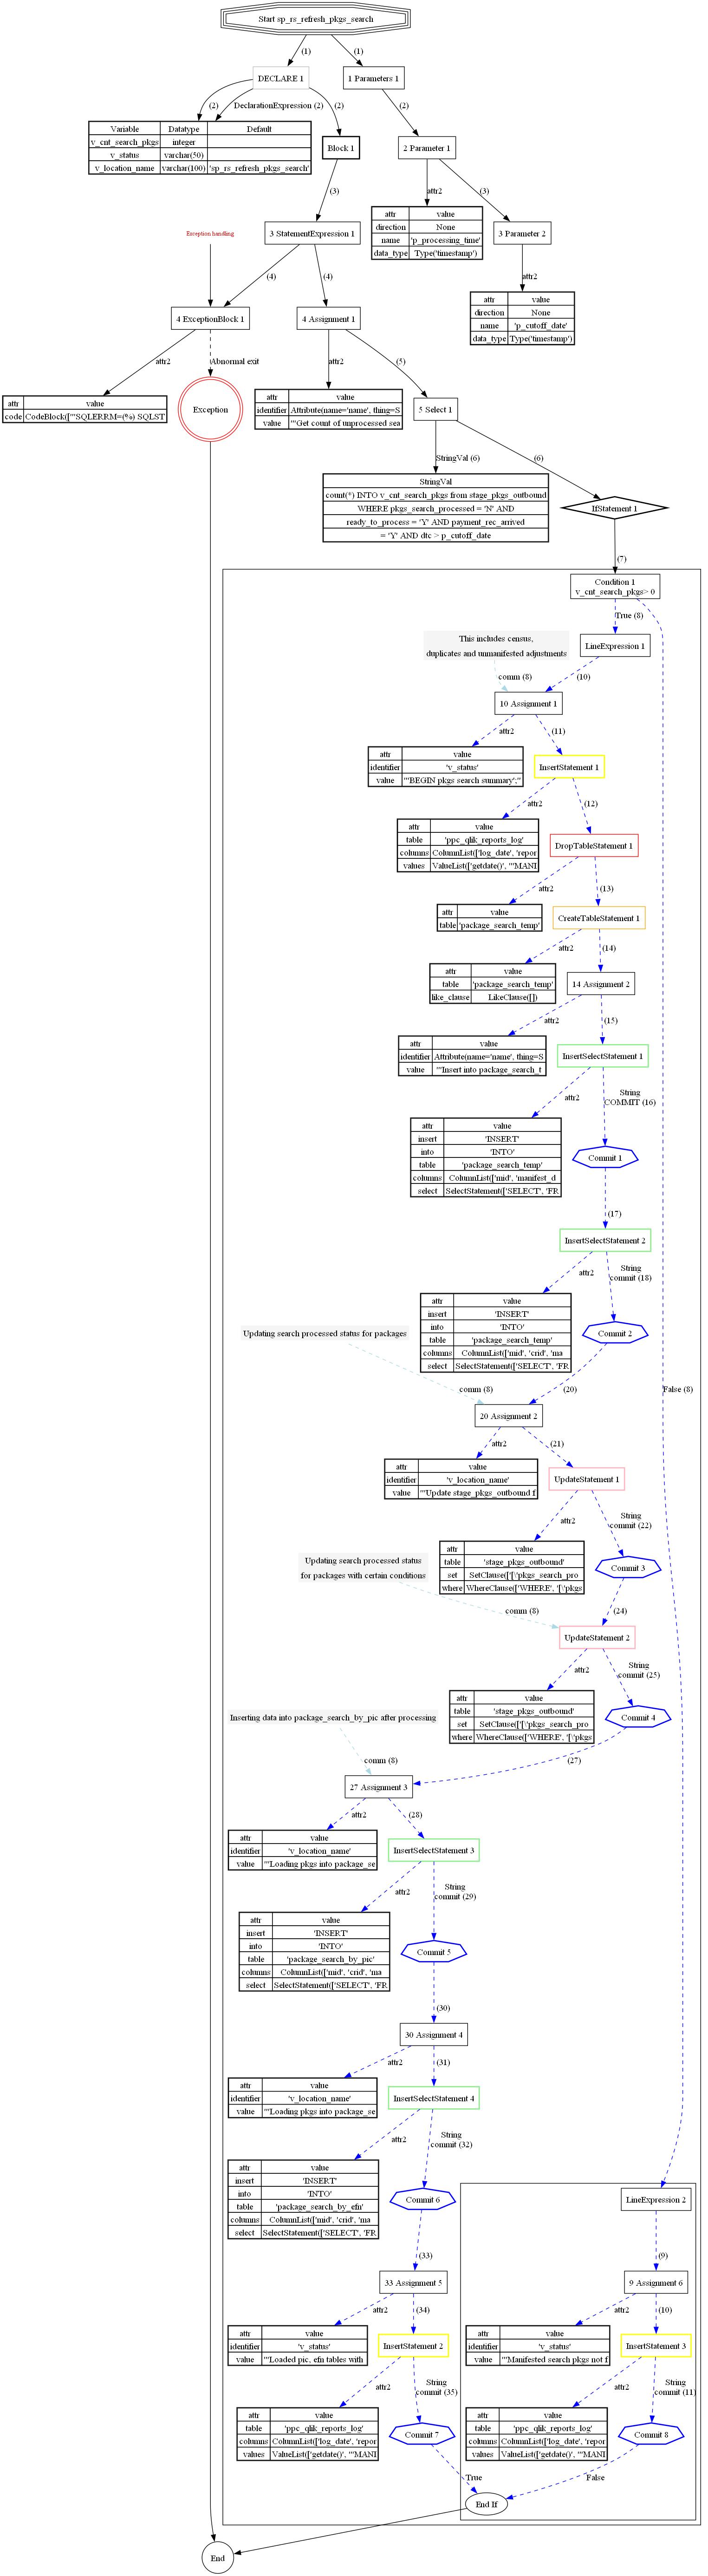 Start sp_rs_refresh_pkgs_search
(1)
(1)
DECLARE 1
1 Parameters 1
(2)
DeclarationExpression (2)
(2)
(2)
Variable Datatype Default
v_cnt_search_pkgs integer
v_status varchar(50)
v_location_name varchar(100) 'sp_rs_refresh_pkgs_search'
Block 1
2 Parameter 1
(3)
attr2
(3)
attr value
direction None
name 'p_processing_time'
data_type Type('timestamp')
Exception handling
3 StatementExpression 1
3 Parameter 2
(4)
(4)
attr2
attr value
direction None
name 'p_cutoff_date'
data_type Type('timestamp')
4 ExceptionBlock 1
4 Assignment 1
attr2
Abnormal exit
attr2
(5)
attr value
code CodeBlock(['"SQLERRM=(%) SQLST
Exception
attr value
identifier Attribute(name='name', thing=S
value '"Get count of unprocessed sea
5 Select 1
StringVal (6)
(6)
StringVal
count(*) INTO v_cnt_search_pkgs from stage_pkgs_outbound
WHERE pkgs_search_processed = 'N' AND
ready_to_process = 'Y' AND payment_rec_arrived
= 'Y' AND dtc > p_cutoff_date
IfStatement 1
(7)
Condition 1
v_cnt_search_pkgs> 0
True (8)
This includes census,
duplicates and unmanifested adjustments
LineExpression 1
comm (8)
(10)
10 Assignment 1
attr2
(11)
attr value
identifier 'v_status'
value '"BEGIN pkgs search summary';"
InsertStatement 1
attr2
(12)
attr value
table 'ppc_qlik_reports_log'
columns ColumnList(['log_date', 'repor
values ValueList(['getdate()', '"MANI
DropTableStatement 1
attr2
(13)
attr value
table 'package_search_temp'
CreateTableStatement 1
attr2
(14)
attr value
table 'package_search_temp'
like_clause LikeClause([])
14 Assignment 2
attr2
(15)
attr value
identifier Attribute(name='name', thing=S
value '"Insert into package_search_t
InsertSelectStatement 1
attr2
String
COMMIT (16)
attr value
insert 'INSERT'
into 'INTO'
table 'package_search_temp'
columns ColumnList(['mid', 'manifest_d
select SelectStatement(['SELECT', 'FR
Commit 1
(17)
InsertSelectStatement 2
attr2
String
commit (18)
attr value
insert 'INSERT'
into 'INTO'
table 'package_search_temp'
columns ColumnList(['mid', 'crid', 'ma
select SelectStatement(['SELECT', 'FR
Updating search processed status for packages
Commit 2
comm (8)
(20)
False (8)
20 Assignment 2
attr2
(21)
attr value
identifier 'v_location_name'
value '"Update stage_pkgs_outbound f
UpdateStatement 1
attr2
String
commit (22)
attr value
table 'stage_pkgs_outbound'
set SetClause(['[\'pkgs_search_pro
where WhereClause(['WHERE', '[\'pkgs
Updating search processed status
for packages with certain conditions
Commit 3
comm (8)
(24)
UpdateStatement 2
attr2
String
commit (25)
attr value
table 'stage_pkgs_outbound'
set SetClause(['[\'pkgs_search_pro
where WhereClause(['WHERE', '[\'pkgs
Inserting data into package_search_by_pic after processing
Commit 4
comm (8)
(27)
27 Assignment 3
attr2
(28)
attr value
identifier 'v_location_name'
value '"Loading pkgs into package_se
InsertSelectStatement 3
attr2
String
commit (29)
attr value
insert 'INSERT'
into 'INTO'
table 'package_search_by_pic'
columns ColumnList(['mid', 'crid', 'ma
select SelectStatement(['SELECT', 'FR
Commit 5
(30)
30 Assignment 4
attr2
(31)
attr value
identifier 'v_location_name'
value '"Loading pkgs into package_se
InsertSelectStatement 4
attr2
String
commit (32)
attr value
insert 'INSERT'
into 'INTO'
table 'package_search_by_efn'
columns ColumnList(['mid', 'crid', 'ma
select SelectStatement(['SELECT', 'FR
Commit 6
LineExpression 2
(33)
(9)
33 Assignment 5
9 Assignment 6
attr2
(34)
attr2
(10)
attr value
identifier 'v_status'
value '"Loaded pic, efn tables with
InsertStatement 2
attr value
identifier 'v_status'
value '"Manifested search pkgs not f
InsertStatement 3
attr2
String
commit (35)
attr2
String
commit (11)
attr value
table 'ppc_qlik_reports_log'
columns ColumnList(['log_date', 'repor
values ValueList(['getdate()', '"MANI
Commit 7
attr value
table 'ppc_qlik_reports_log'
columns ColumnList(['log_date', 'repor
values ValueList(['getdate()', '"MANI
Commit 8
True
False
End If
End